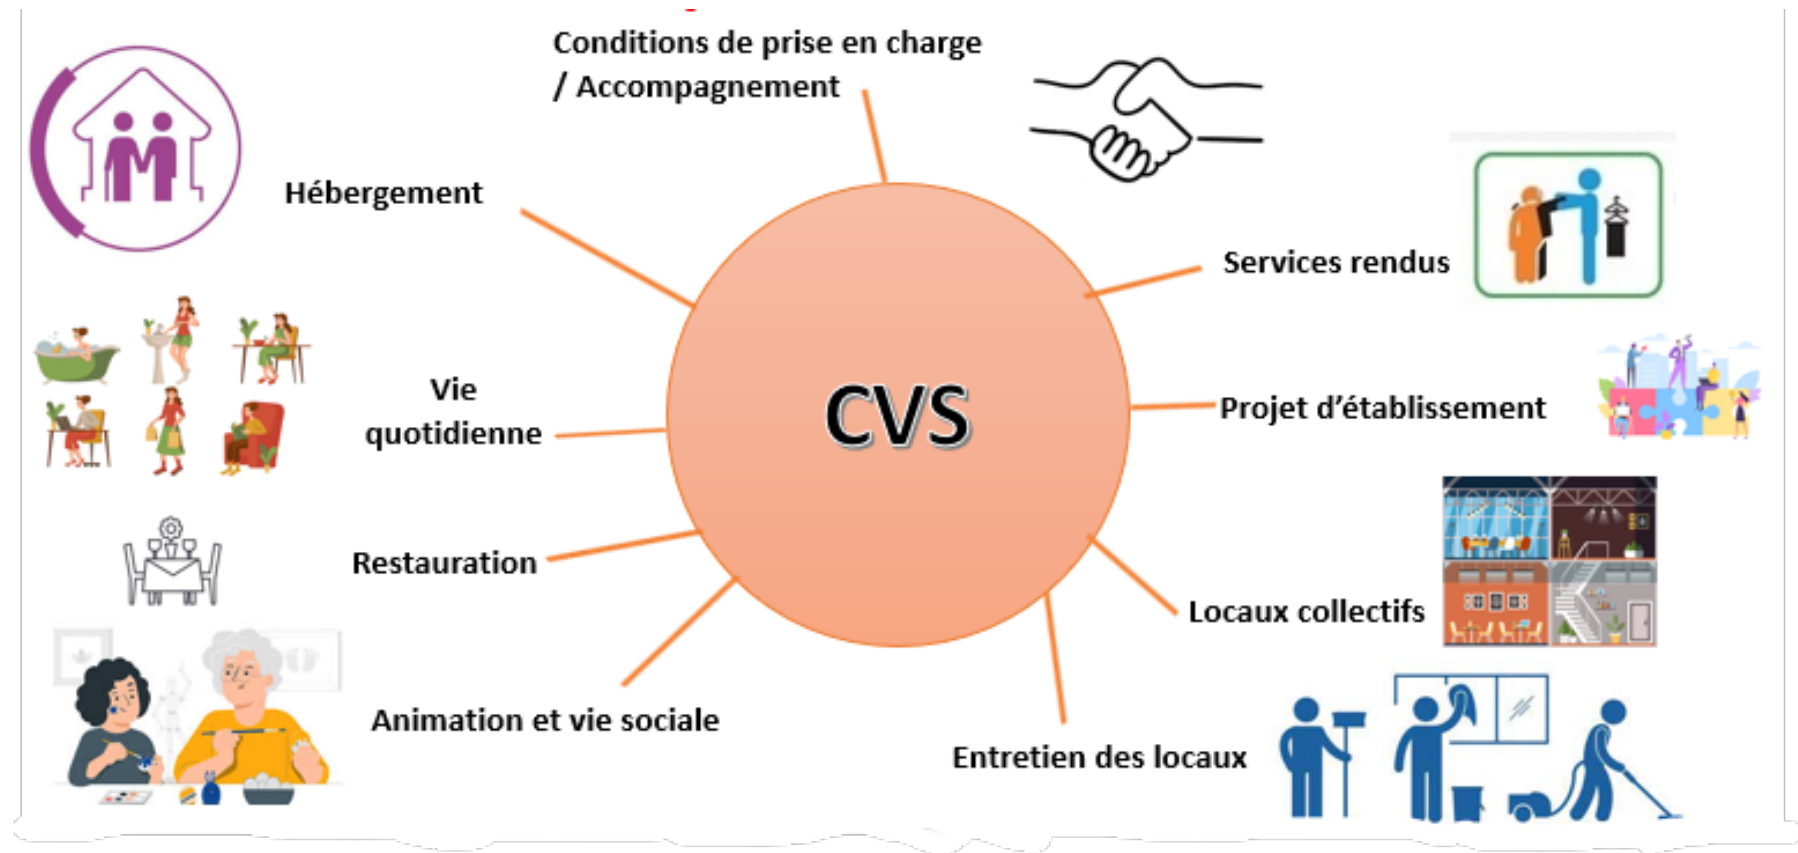 Conditions de prise en charge
/ Accompagnement
Hébergement
Services rendus
Vie
quotidienne
CVS
Projet d’établissement
Restauration
Locaux collectifs
Animation et vie sociale
Entretien des locaux